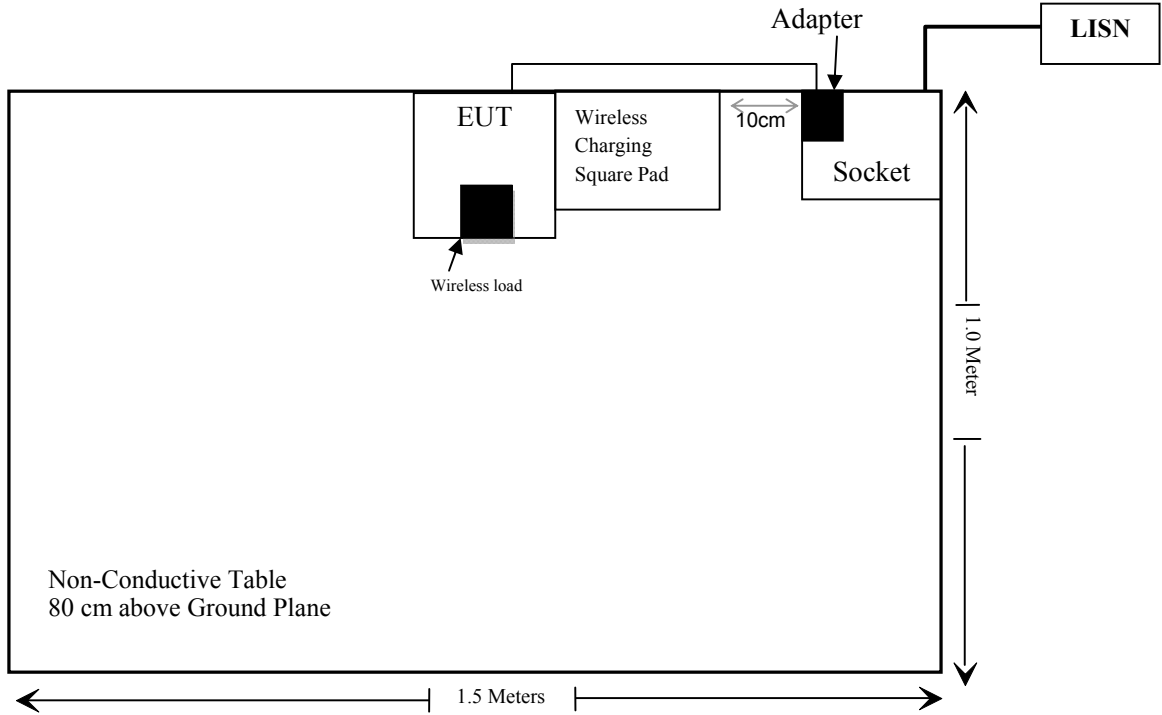 Adapter
LISN
EUT
Wireless
Charging
Square Pad
10cm
Socket
Wireless load
1.0 Meter
Non-Conductive Table
80 cm above Ground Plane
1.5 Meters